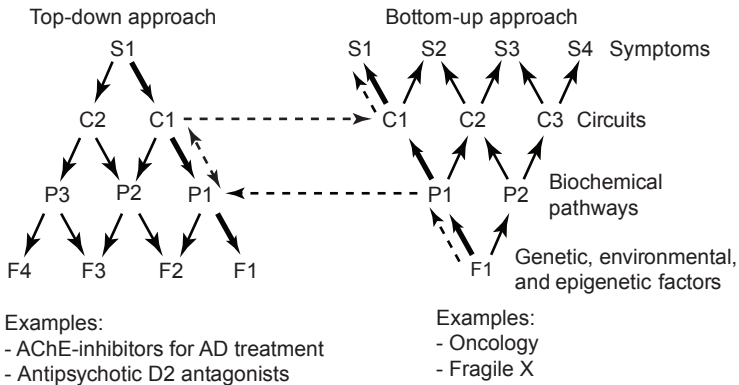 Top-down approach
Bottom-up approach
S1
S1 S2 S3 S4 Symptoms
C2 C1
C1 C2 C3 Circuits
P3 P2 P1
P1 P2 Biochemical
pathways
F4 F3 F2 F1
F1 Genetic, environmental,
and epigenetic factors
Examples:
- AChE-inhibitors for AD treatment
- Antipsychotic D2 antagonists
Examples:
- Oncology
- Fragile X